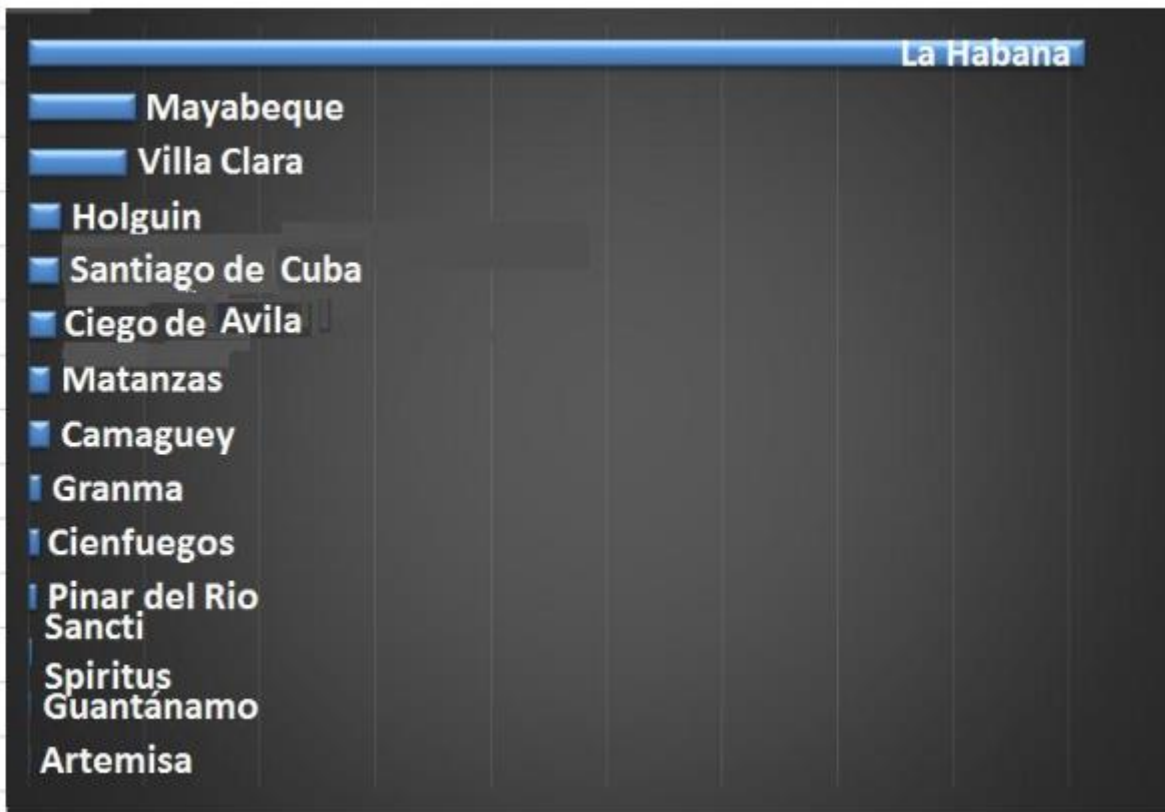 La Habana
Mayabeque
Villa Clara
Holguin
Santiago de Cuba
Ciego de Avila
Matanzas
Camaguey
Granma
Cienfuegos
Pinar del Rio
Sancti
Spiritus
Guantánamo
Artemisa